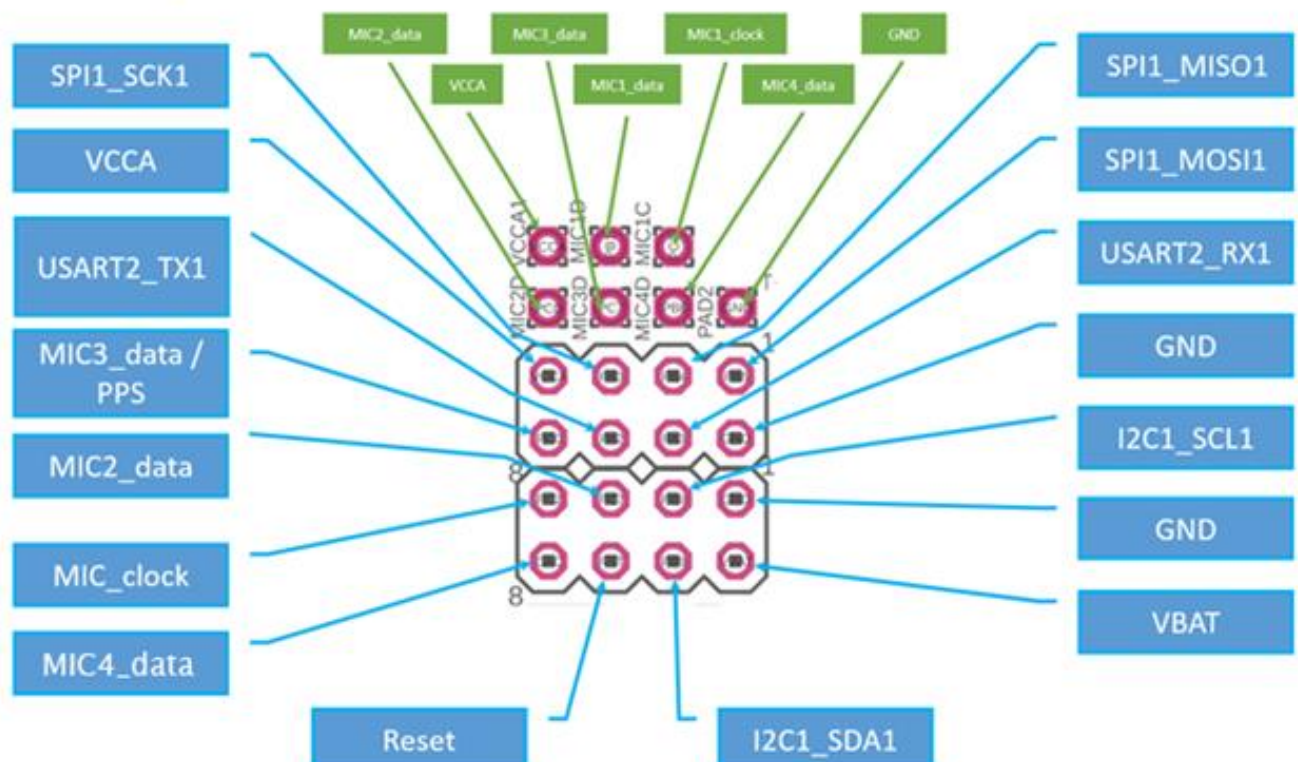 MIC2_data
MIC3_data
MIC1_clock
GND
VCCA
MIC1_data
MIC4_data
SPI1_SCK1
VCCA
USART2_TX1
MIC3_data /
PPS
MIC2_data
MIC_clock
MIC4_data
SPI1_MISO1
SPI1_MOSI1
USART2_RX1
GND
I2C1_SCL1
GND
VBAT
VCCA1
MIC1D
MIC1C
MIC2D
MIC3D
MIC4D
PAD2
1
8
1
8
Reset
I2C1_SDA1